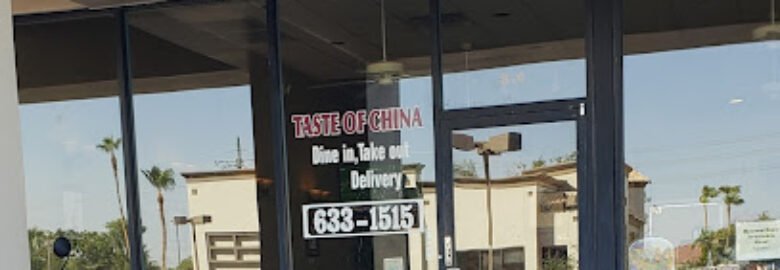 TASTE OF CHINA
Dine in, Take out
Delivery
633-1515